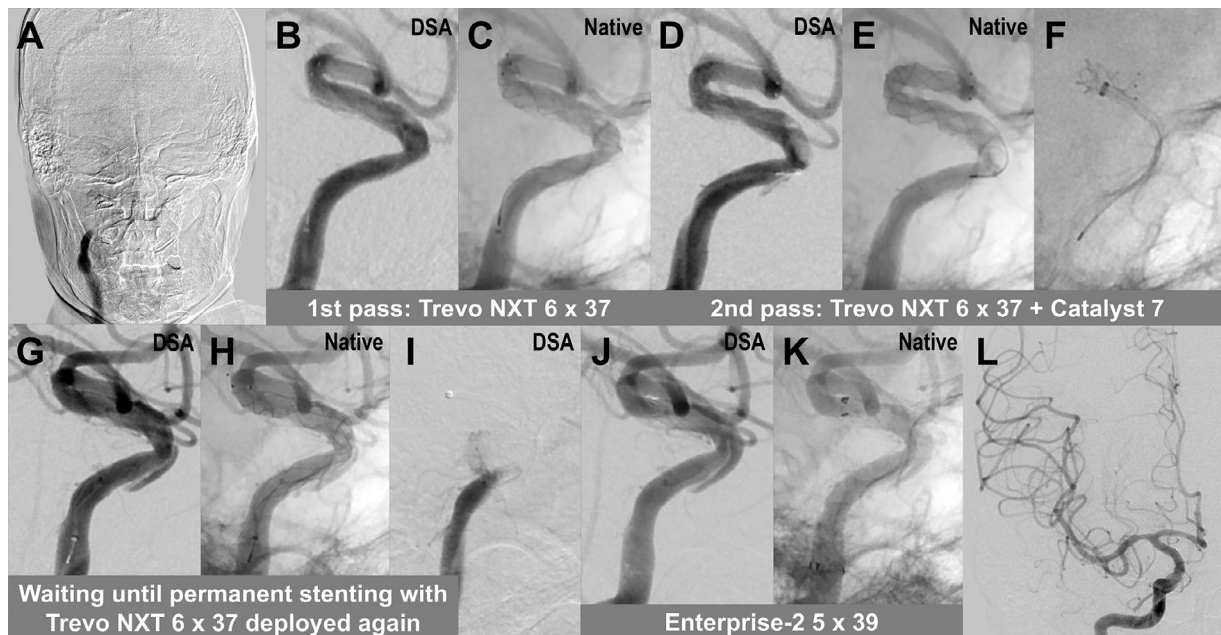 A
B DSA
C Native
D DSA
E Native
F
1st pass: Trevo NXT 6 x 37
2nd pass: Trevo NXT 6 x 37 + Catalyst 7
G DSA
H Native
I DSA
J DSA
K Native
L
Waiting until permanent stenting with
Trevo NXT 6 x 37 deployed again
Enterprise-2 5 x 39